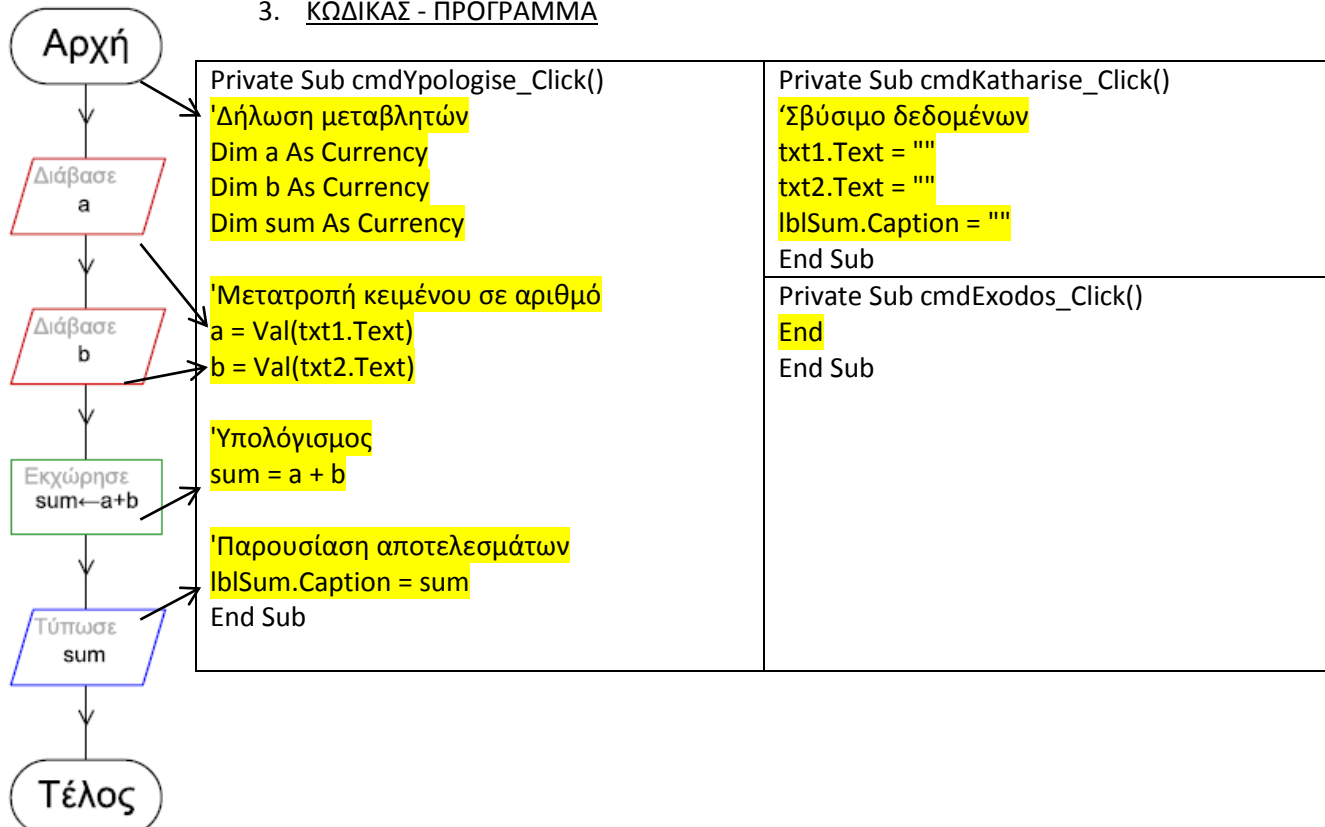 3. ΚΩΔΙΚΑΣ - ΠΡΟΓΡΑΜΜΑ
Αρχή
Διάβασε
a
Διάβασε
b
Εκχώρησε
sum←a+b
Τύπωσε
sum
Τέλος
Private Sub cmdYpologise_Click()
'Δήλωση μεταβλητών
Dim a As Currency
Dim b As Currency
Dim sum As Currency
'Μετατροπή κειμένου σε αριθμό
a = Val(txt1.Text)
b = Val(txt2.Text)
'Υπολόγισμος
sum = a + b
'Παρουσίαση αποτελεσμάτων
lblSum.Caption = sum
End Sub
Private Sub cmdKatharise_Click()
‘Σβύσιμο δεδομένων
txt1.Text = ""
txt2.Text = ""
lblSum.Caption = ""
End Sub
Private Sub cmdExodos_Click()
End
End Sub